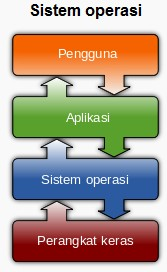 Sistem operasi
Pengguna
Aplikasi
Sistem operasi
Perangkat keras